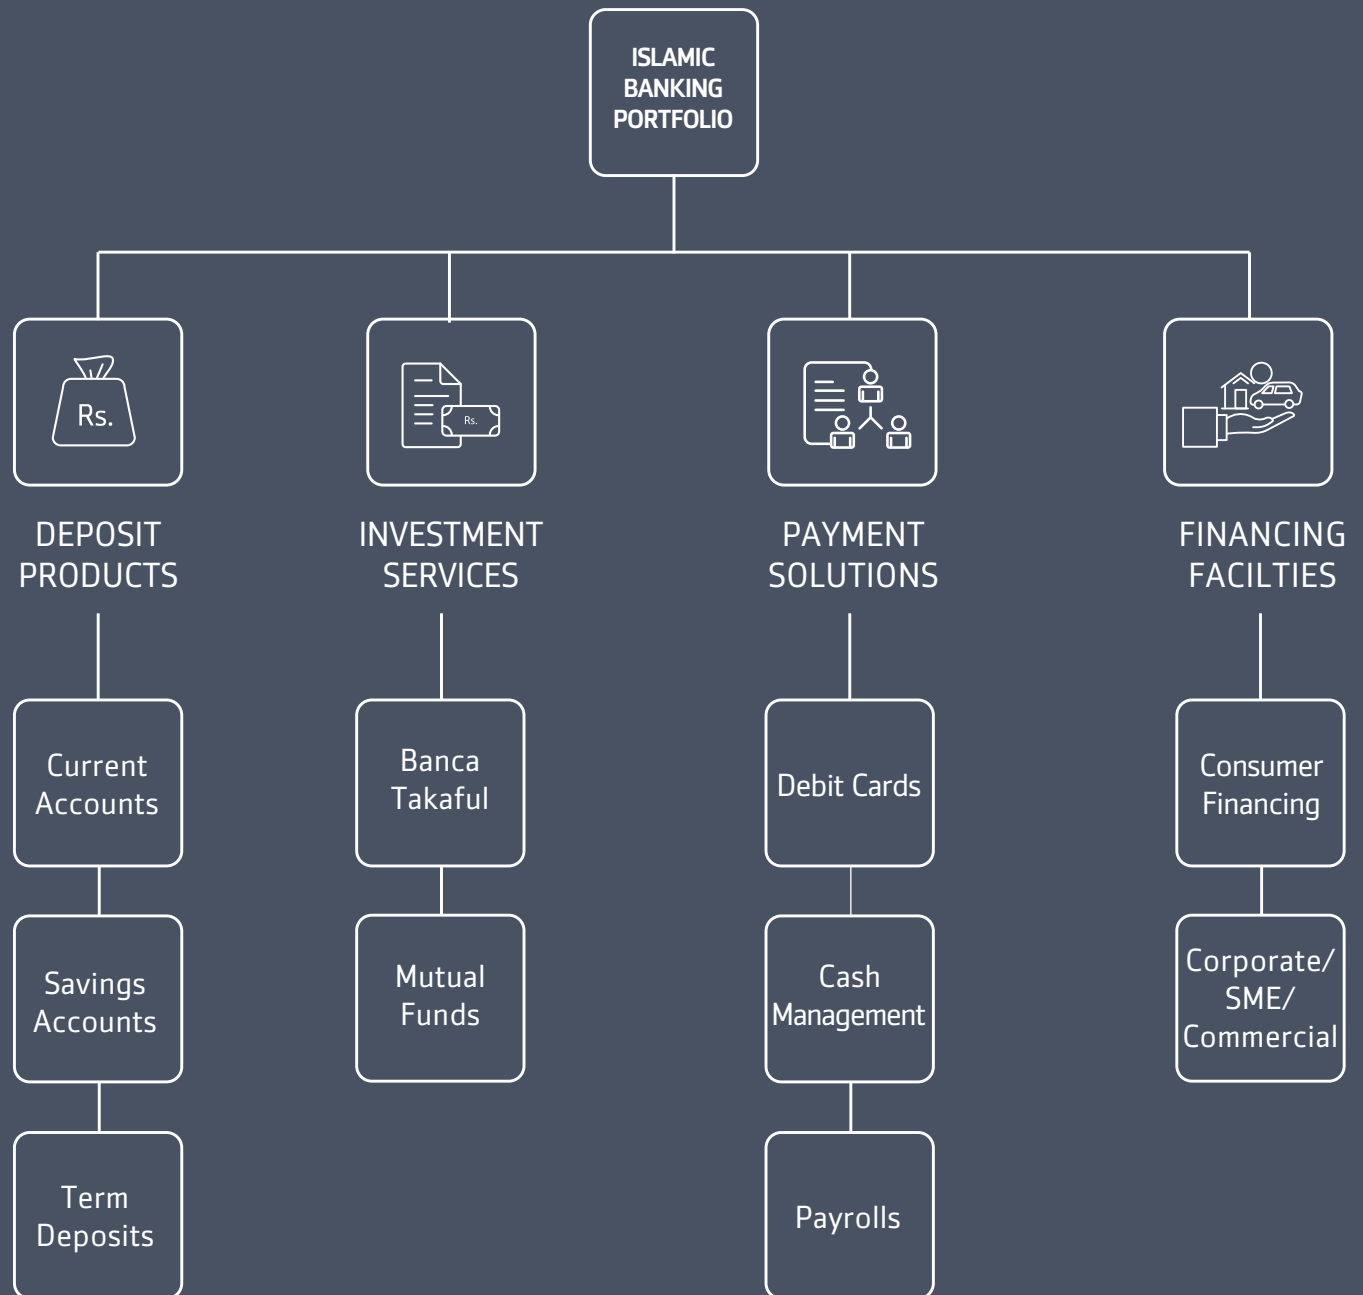 ISLAMIC
BANKING
PORTFOLIO
Rs.
Rs.
DEPOSIT
PRODUCTS
INVESTMENT
SERVICES
PAYMENT
SOLUTIONS
FINANCING
FACILTIES
Current
Accounts
Banca
Takaful
Debit Cards
Consumer
Financing
Savings
Accounts
Mutual
Funds
Cash
Management
Corporate/
SME/
Commercial
Term
Deposits
Payrolls